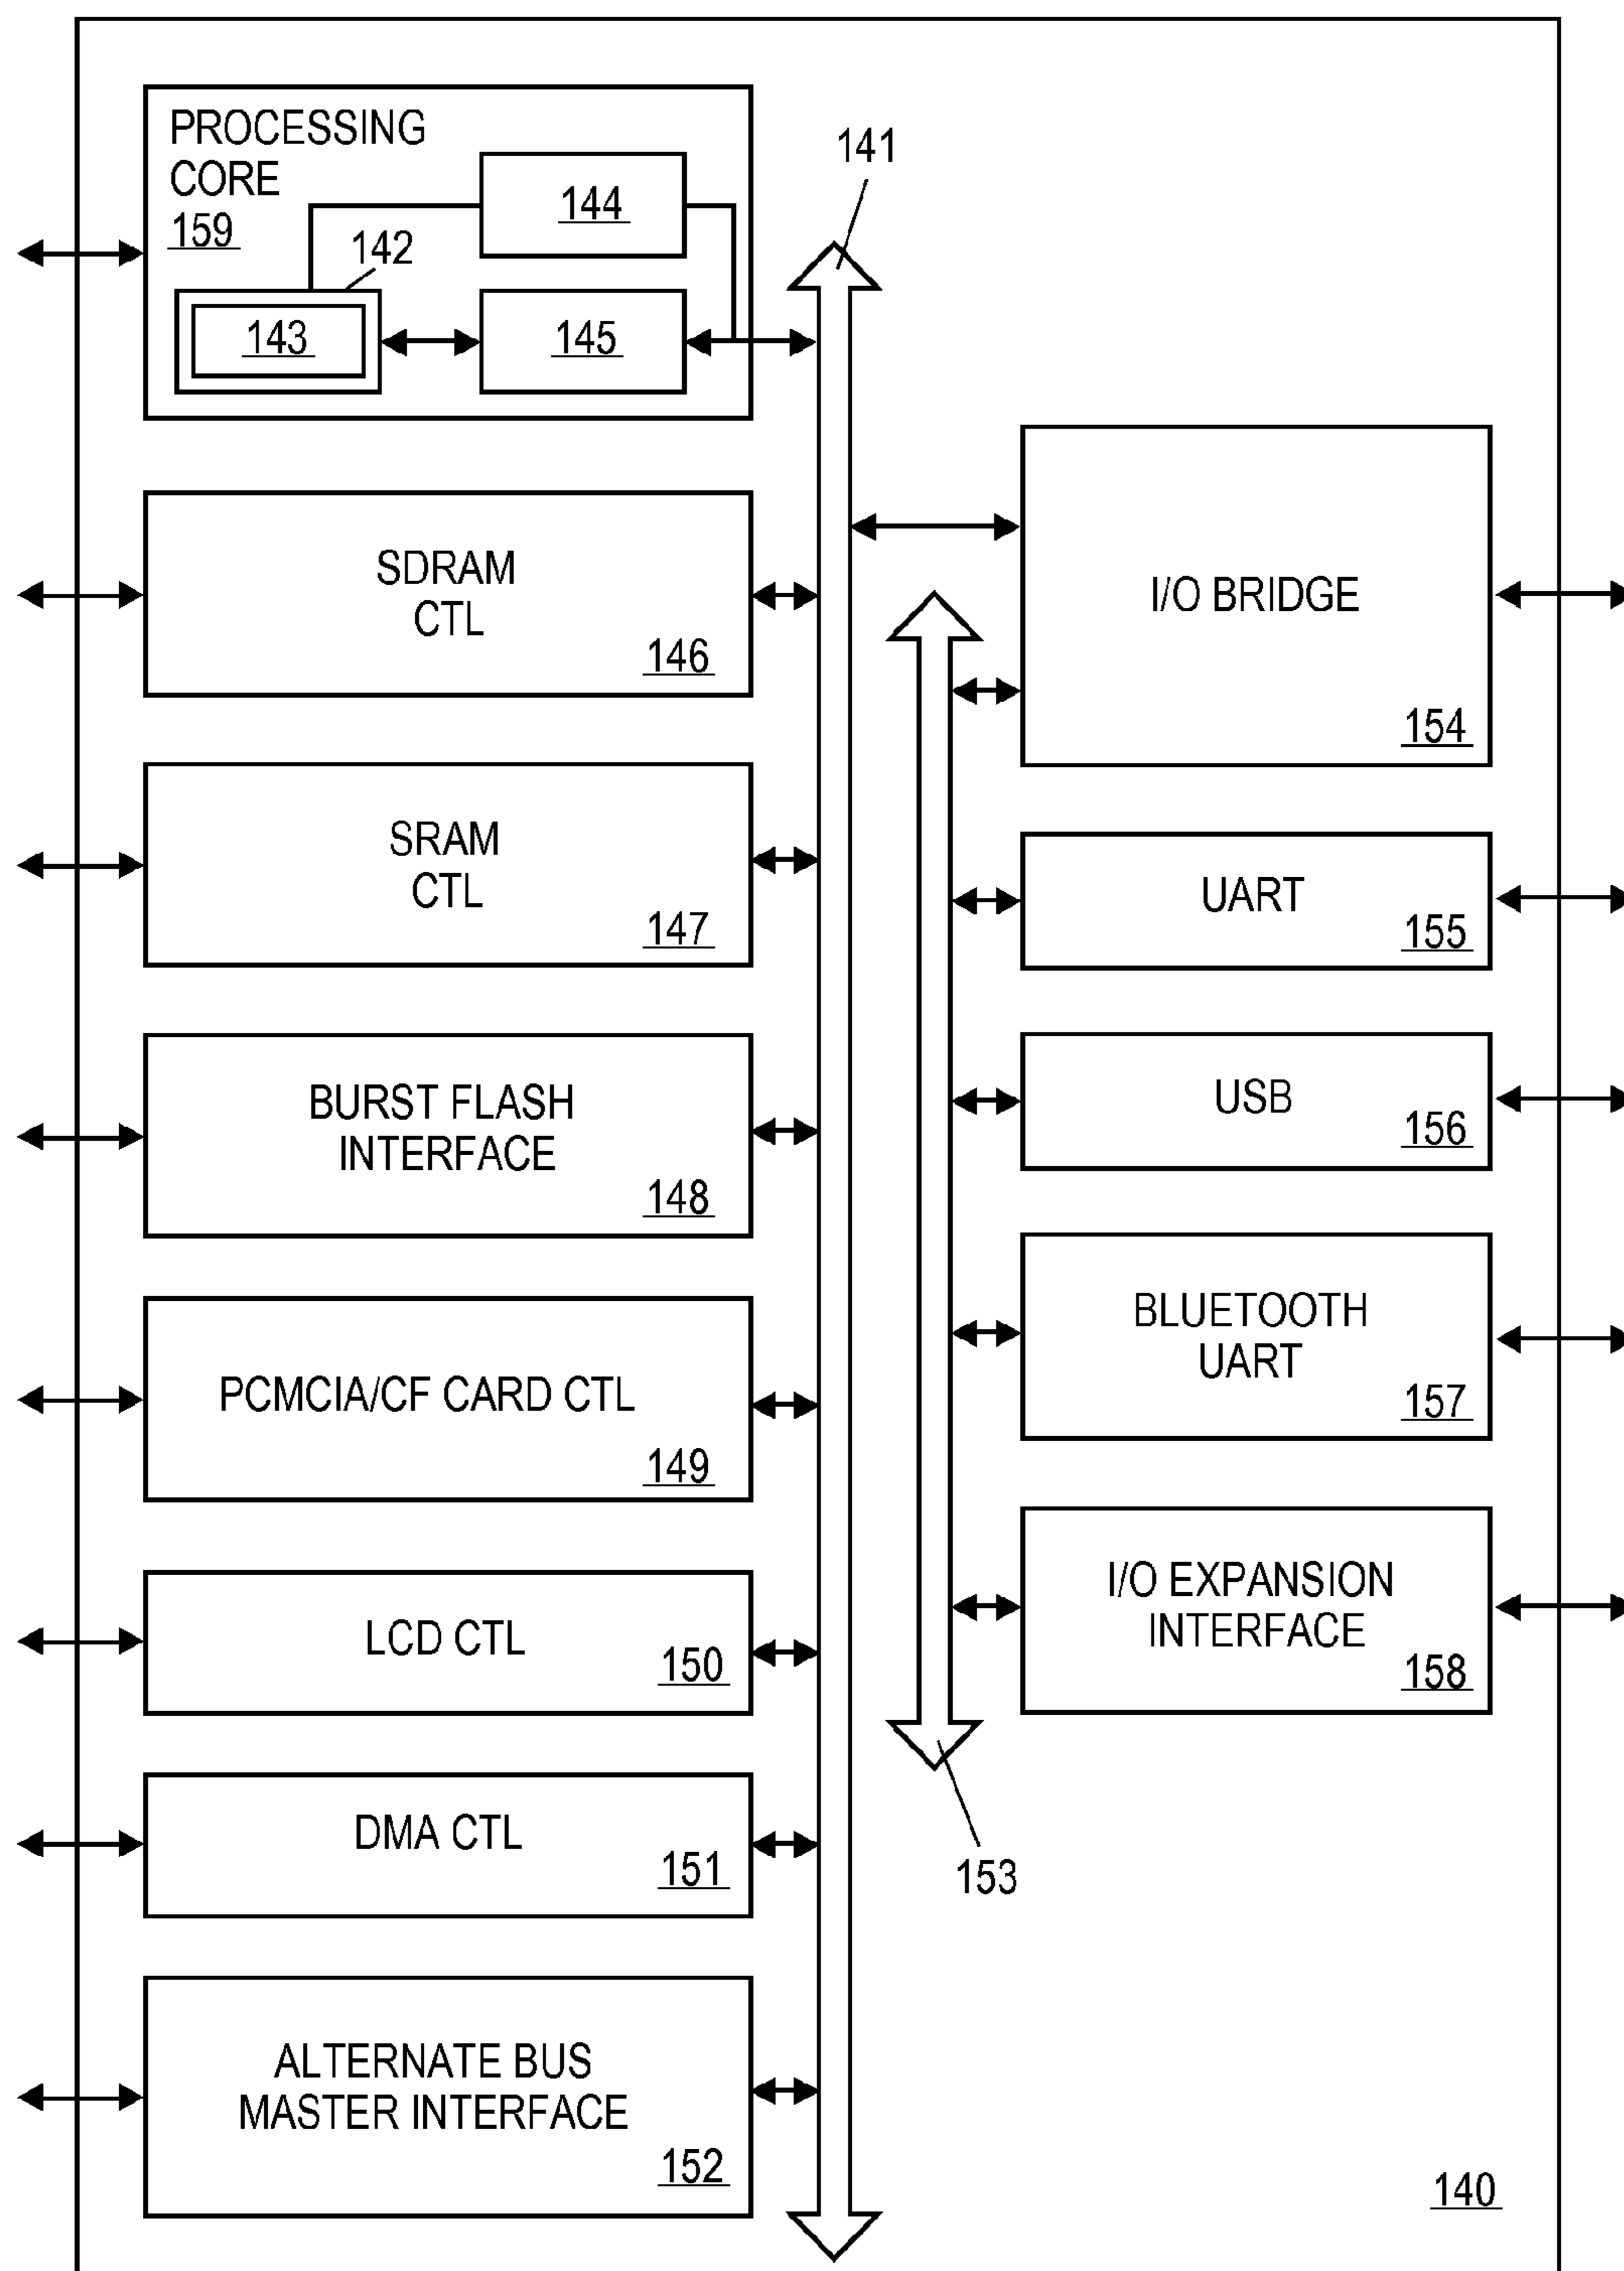 PROCESSING
CORE
159
142
144
143
145
141
SDRAM
CTL
146
SRAM
CTL
147
BURST FLASH
INTERFACE
148
PCMCIA/CF CARD CTL
149
LCD CTL
150
DMA CTL
151
ALTERNATE BUS
MASTER INTERFACE
152
I/O BRIDGE
154
UART
155
USB
156
BLUETOOTH
UART
157
I/O EXPANSION
INTERFACE
158
153
140